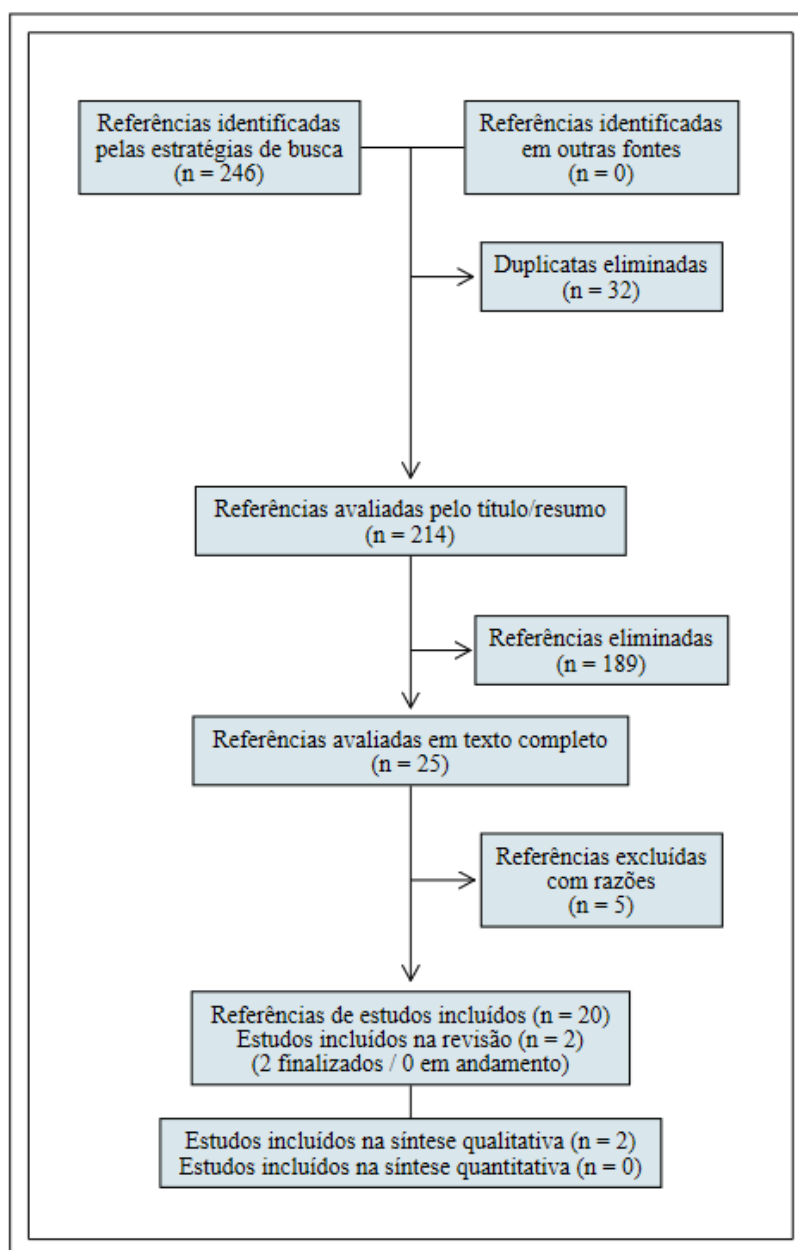 Referências identificadas
pelas estratégias de busca
(n = 246)
Referências identificadas
em outras fontes
(n = 0)
Duplicatas eliminadas
(n = 32)
Referências avaliadas pelo título/resumo
(n = 214)
Referências eliminadas
(n = 189)
Referências avaliadas em texto completo
(n = 25)
Referências excluídas
com razões
(n = 5)
Referências de estudos incluídos (n = 20)
Estudos incluídos na revisão (n = 2)
(2 finalizados / 0 em andamento)
Estudos incluídos na síntese qualitativa (n = 2)
Estudos incluídos na síntese quantitativa (n = 0)